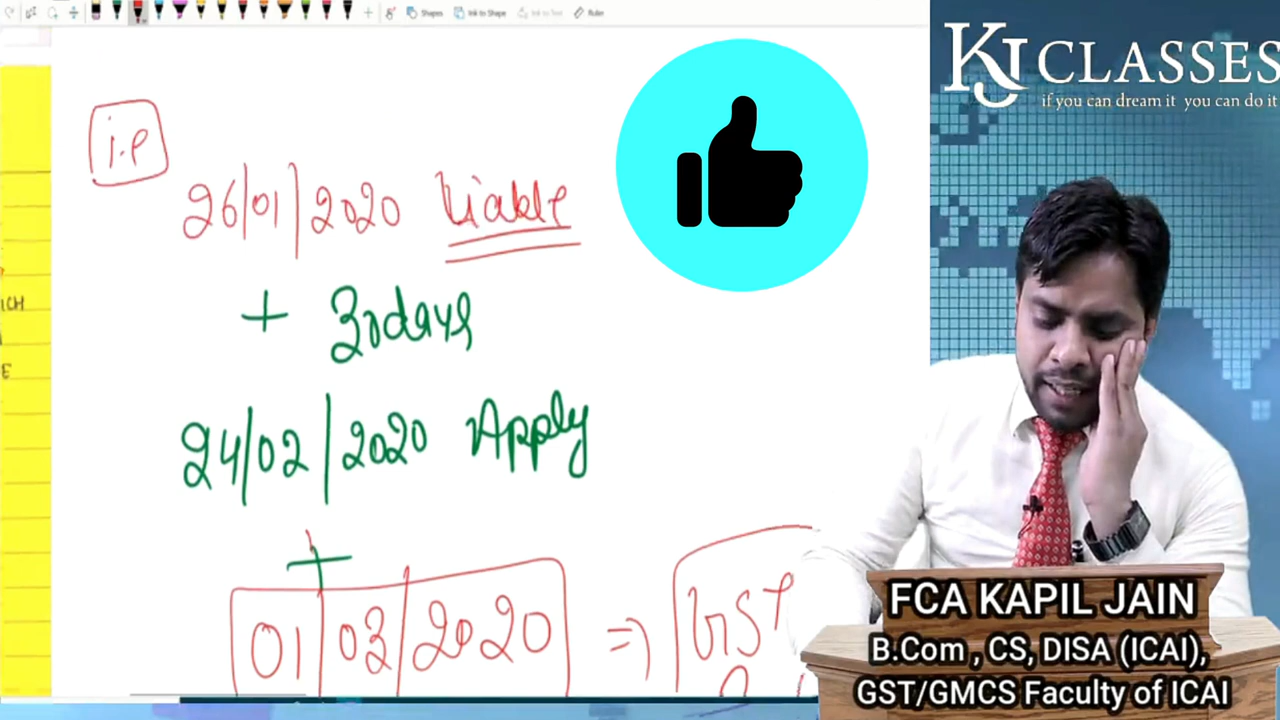 Shapes Ink to Shape Ink to Text Ruler
KJ CLASSES
if you can dream it you can do it
i.e
26/01/2020 Liable
+ 30days
ICH
E
24/02/2020 Apply
+
01/03/2020 ⇒ GST
FCA KAPIL JAIN
B.Com , CS, DISA (ICAI),
GST/GMCS Faculty of ICAI